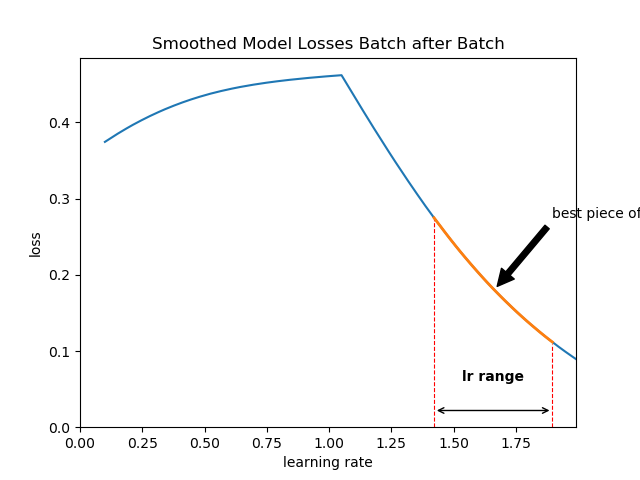 Smoothed Model Losses Batch after Batch
0.4
0.3
0.2
0.1
0.0
loss
best piece of
lr range
0.00 0.25 0.50 0.75 1.00 1.25 1.50 1.75
learning rate